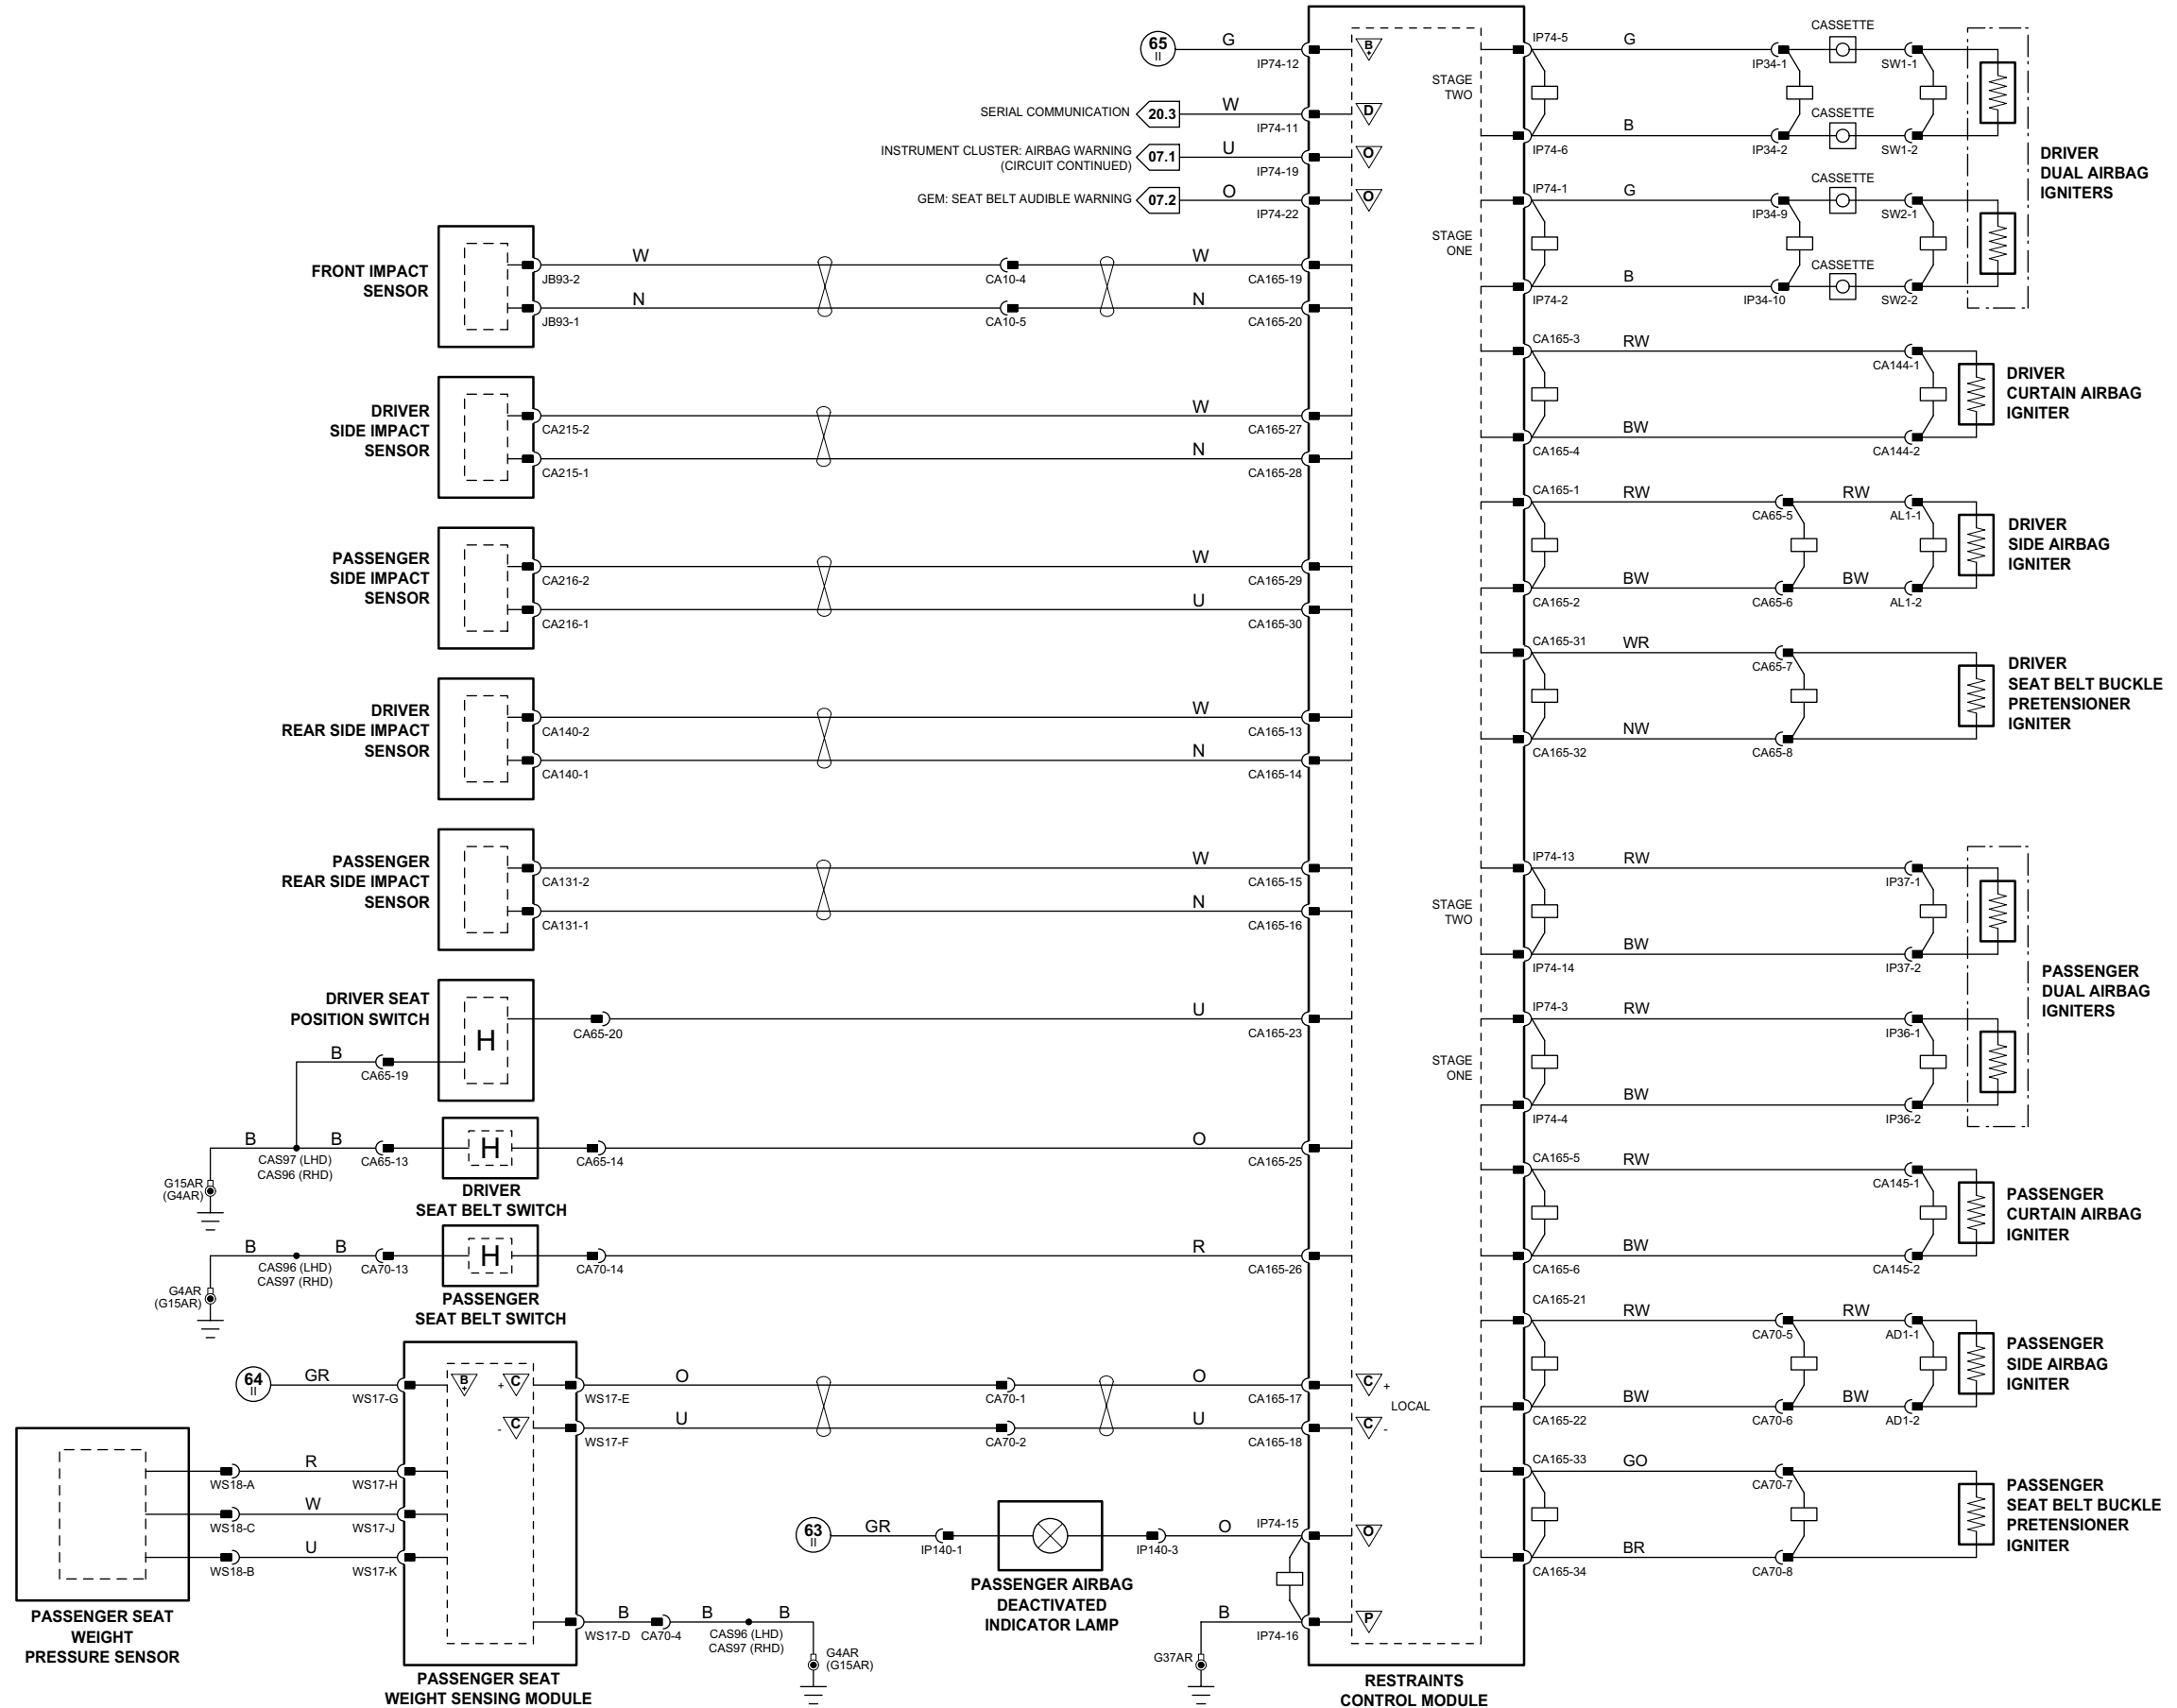 65
II
G
IP74-12
B
+
SERIAL COMMUNICATION
20.3
W
IP74-11
D
INSTRUMENT CLUSTER: AIRBAG WARNING
(CIRCUIT CONTINUED)
07.1
U
IP74-19
O
GEM: SEAT BELT AUDIBLE WARNING
07.2
O
IP74-22
O
FRONT IMPACT
SENSOR
JB93-2
W
CA10-4
W
CA165-19
JB93-1
N
CA10-5
N
CA165-20
DRIVER
SIDE IMPACT
SENSOR
CA215-2
W
CA165-27
CA215-1
N
CA165-28
PASSENGER
SIDE IMPACT
SENSOR
CA216-2
W
CA165-29
CA216-1
U
CA165-30
DRIVER
REAR SIDE IMPACT
SENSOR
CA140-2
W
CA165-13
CA140-1
N
CA165-14
PASSENGER
REAR SIDE IMPACT
SENSOR
CA131-2
W
CA165-15
CA131-1
N
CA165-16
DRIVER SEAT
POSITION SWITCH
H
CA65-20
U
CA165-23
B
CA65-19
B
B
CAS97 (LHD)
CAS96 (RHD)
CA65-13
H
CA65-14
O
CA165-25
G15AR
(G4AR)
DRIVER
SEAT BELT SWITCH
B
B
CAS96 (LHD)
CAS97 (RHD)
CA70-13
H
CA70-14
R
CA165-26
G4AR
(G15AR)
PASSENGER
SEAT BELT SWITCH
64
II
GR
WS17-G
B
+
+
C
WS17-E
O
CA70-1
O
CA165-17
C
+
LOCAL
-
C
WS17-F
U
CA70-2
U
CA165-18
C
-
WS18-A
R
WS17-H
WS18-C
W
WS17-J
WS18-B
U
WS17-K
PASSENGER SEAT
WEIGHT
PRESSURE SENSOR
WS17-D
B
CA70-4
B
B
CAS96 (LHD)
CAS97 (RHD)
G4AR
(G15AR)
PASSENGER SEAT
WEIGHT SENSING MODULE
63
II
GR
IP140-1
IP140-3
O
IP74-15
O
PASSENGER AIRBAG
DEACTIVATED
INDICATOR LAMP
B
IP74-16
P
G37AR
RESTRAINTS
CONTROL MODULE
STAGE
TWO
IP74-5
G
IP34-1
CASSETTE
SW1-1
IP74-6
B
IP34-2
CASSETTE
SW1-2
DRIVER
DUAL AIRBAG
IGNITERS
STAGE
ONE
IP74-1
G
IP34-9
CASSETTE
SW2-1
IP74-2
B
IP34-10
CASSETTE
SW2-2
CA165-3
RW
CA144-1
CA165-4
BW
CA144-2
DRIVER
CURTAIN AIRBAG
IGNITER
CA165-1
RW
CA65-5
RW
AL1-1
CA165-2
BW
CA65-6
BW
AL1-2
DRIVER
SIDE AIRBAG
IGNITER
CA165-31
WR
CA65-7
CA165-32
NW
CA65-8
DRIVER
SEAT BELT BUCKLE
PRETENSIONER
IGNITER
STAGE
TWO
IP74-13
RW
IP37-1
IP74-14
BW
IP37-2
PASSENGER
DUAL AIRBAG
IGNITERS
STAGE
ONE
IP74-3
RW
IP36-1
IP74-4
BW
IP36-2
CA165-5
RW
CA145-1
CA165-6
BW
CA145-2
PASSENGER
CURTAIN AIRBAG
IGNITER
CA165-21
RW
CA70-5
RW
AD1-1
CA165-22
BW
CA70-6
BW
AD1-2
PASSENGER
SIDE AIRBAG
IGNITER
CA165-33
GO
CA70-7
CA165-34
BR
CA70-8
PASSENGER
SEAT BELT BUCKLE
PRETENSIONER
IGNITER